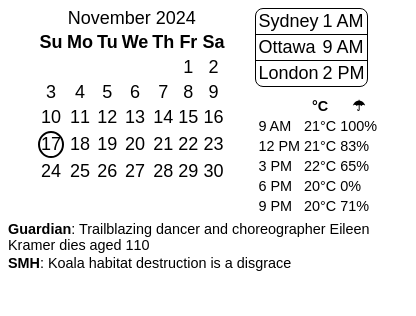 November 2024
Su Mo Tu We Th Fr Sa
1 2
3 4 5 6 7 8 9
10 11 12 13 14 15 16
17 18 19 20 21 22 23
24 25 26 27 28 29 30
Sydney 1 AM
Ottawa 9 AM
London 2 PM
°C ☂
9 AM 21°C 100%
12 PM 21°C 83%
3 PM 22°C 65%
6 PM 20°C 0%
9 PM 20°C 71%
Guardian: Trailblazing dancer and choreographer Eileen
Kramer dies aged 110
SMH: Koala habitat destruction is a disgrace